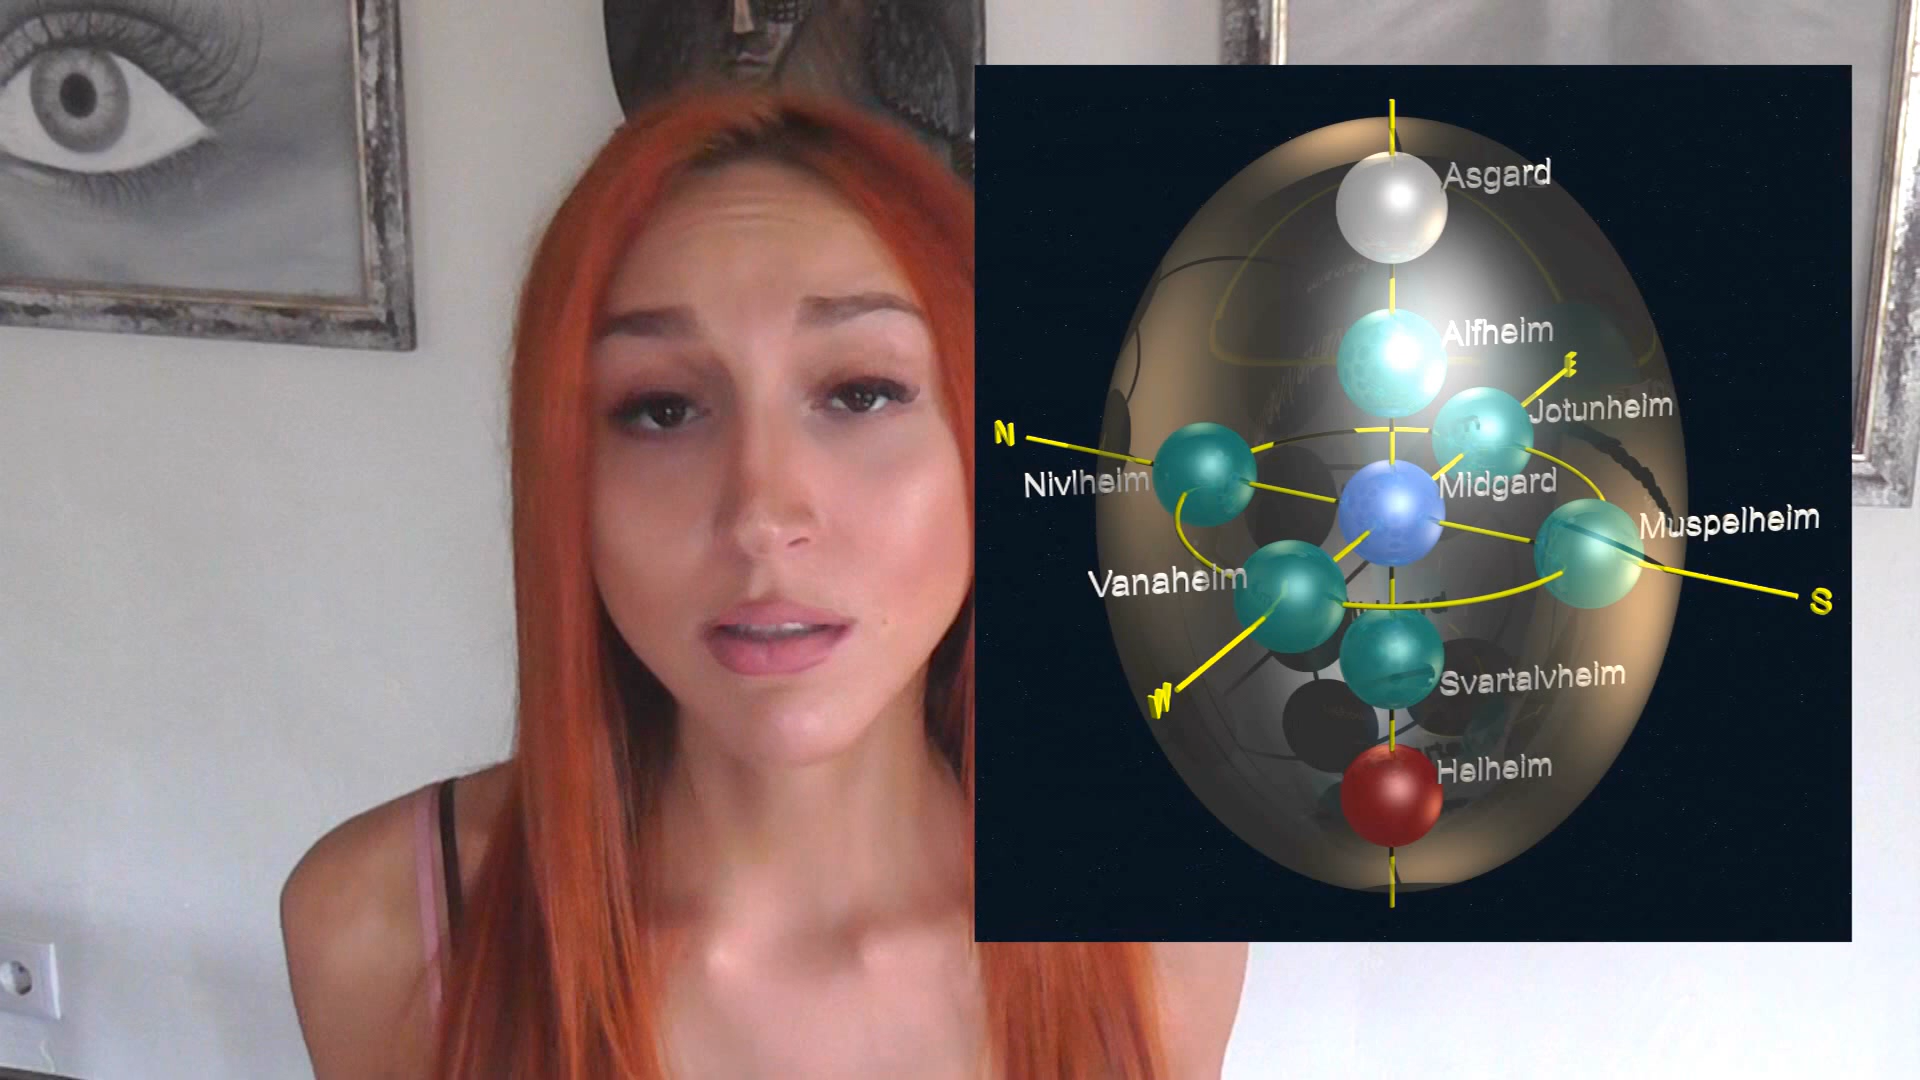 Asgard
Alfheim
E
Jotunheim
N
Nivlheim
Midgard
Muspelheim
Vanaheim
S
Svartalvheim
W
Helheim